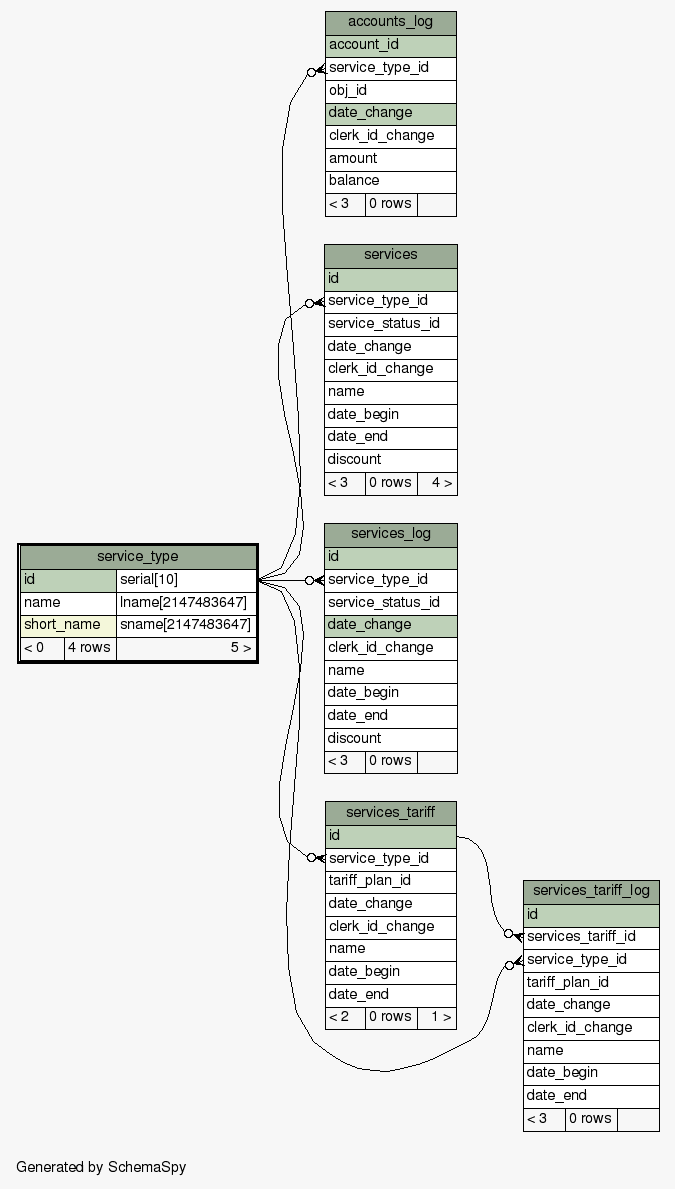 accounts_log
account_id
service_type_id
obj_id
date_change
clerk_id_change
amount
balance
< 3 0 rows
services
id
service_type_id
service_status_id
date_change
clerk_id_change
name
date_begin
date_end
discount
< 3 0 rows 4 >
service_type
id serial[10]
name lname[2147483647]
short_name sname[2147483647]
< 0 4 rows 5 >
services_log
id
service_type_id
service_status_id
date_change
clerk_id_change
name
date_begin
date_end
discount
< 3 0 rows
services_tariff
id
service_type_id
tariff_plan_id
date_change
clerk_id_change
name
date_begin
date_end
< 2 0 rows 1 >
services_tariff_log
id
services_tariff_id
service_type_id
tariff_plan_id
date_change
clerk_id_change
name
date_begin
date_end
< 3 0 rows
Generated by SchemaSpy